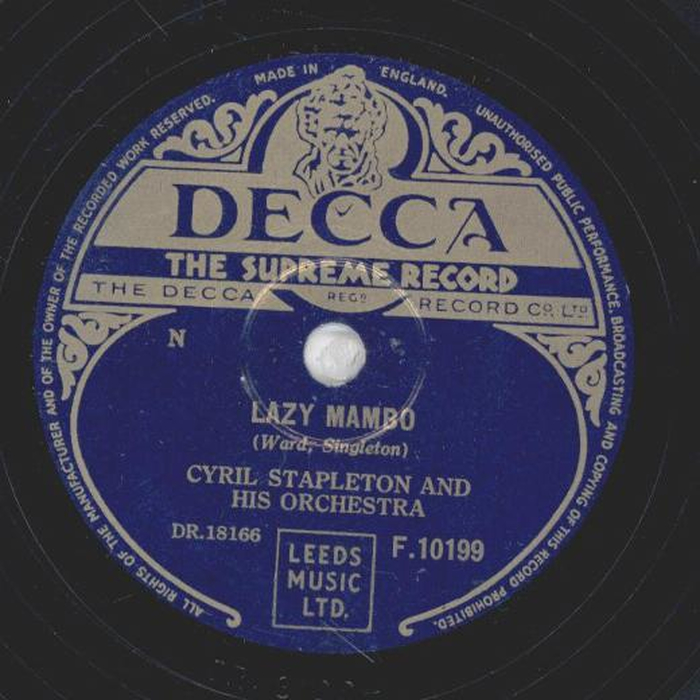 MADE IN ENGLAND.
ALL RIGHTS OF THE MANUFACTURER AND OF THE OWNER OF THE RECORDED WORK RESERVED.
UNAUTHORISED PUBLIC PERFORMANCE, BROADCASTING AND COPYING OF THIS RECORD PROHIBITED.
DECCA
THE SUPREME RECORD
THE DECCA REGD RECORD CO. LTD.
N
LAZY MAMBO
(Ward, Singleton)
CYRIL STAPLETON AND
HIS ORCHESTRA
DR.18166
F.10199
LEEDS
MUSIC
LTD.